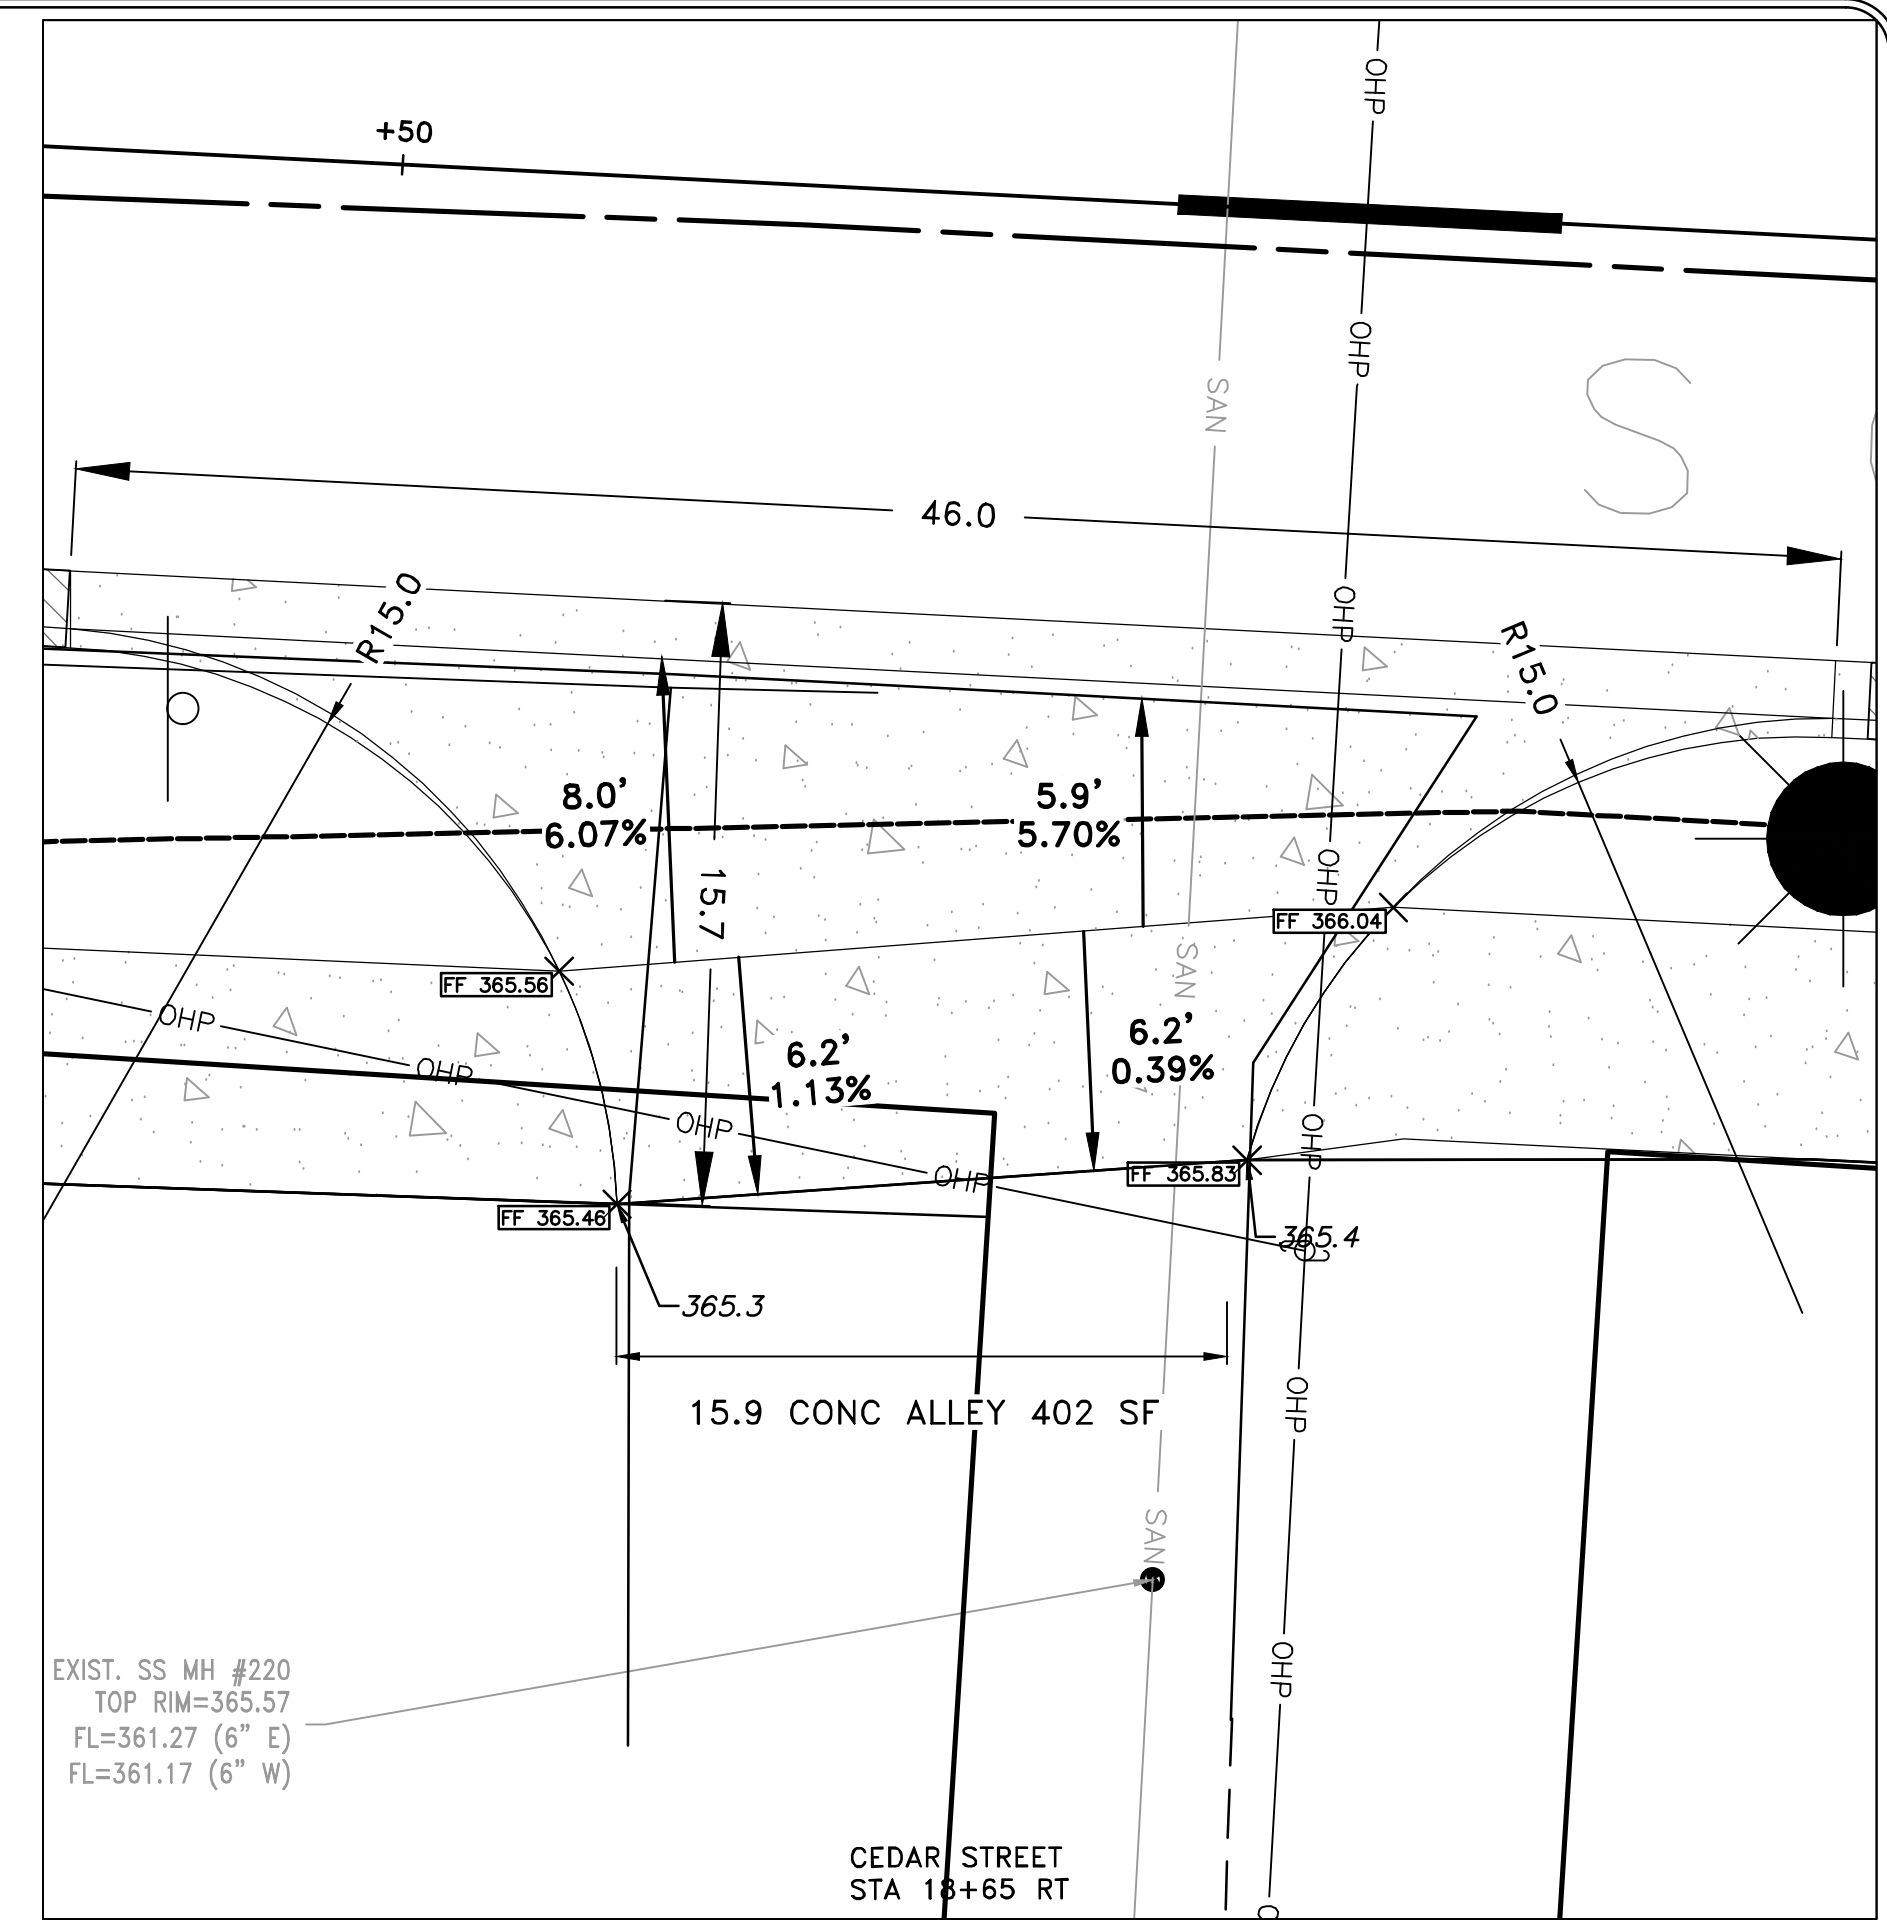 +50
OHP
SAN
OHP
S
46.0
R15.0
OHP
R15.0
8.0’
6.07%
5.9’
5.70%
15.7
OHP
FF 366.04
FF 365.56
SAN
OHP
OHP
OHP
6.2’
1.13%
6.2’
0.39%
OHP
OHP
FF 365.83
FF 365.46
365.4
365.3
15.9 CONC ALLEY 402 SF
OHP
SAN
EXIST. SS MH #220
TOP RIM=365.57
FL=361.27 (6” E)
FL=361.17 (6” W)
OHP
CEDAR STREET
STA 18+65 RT